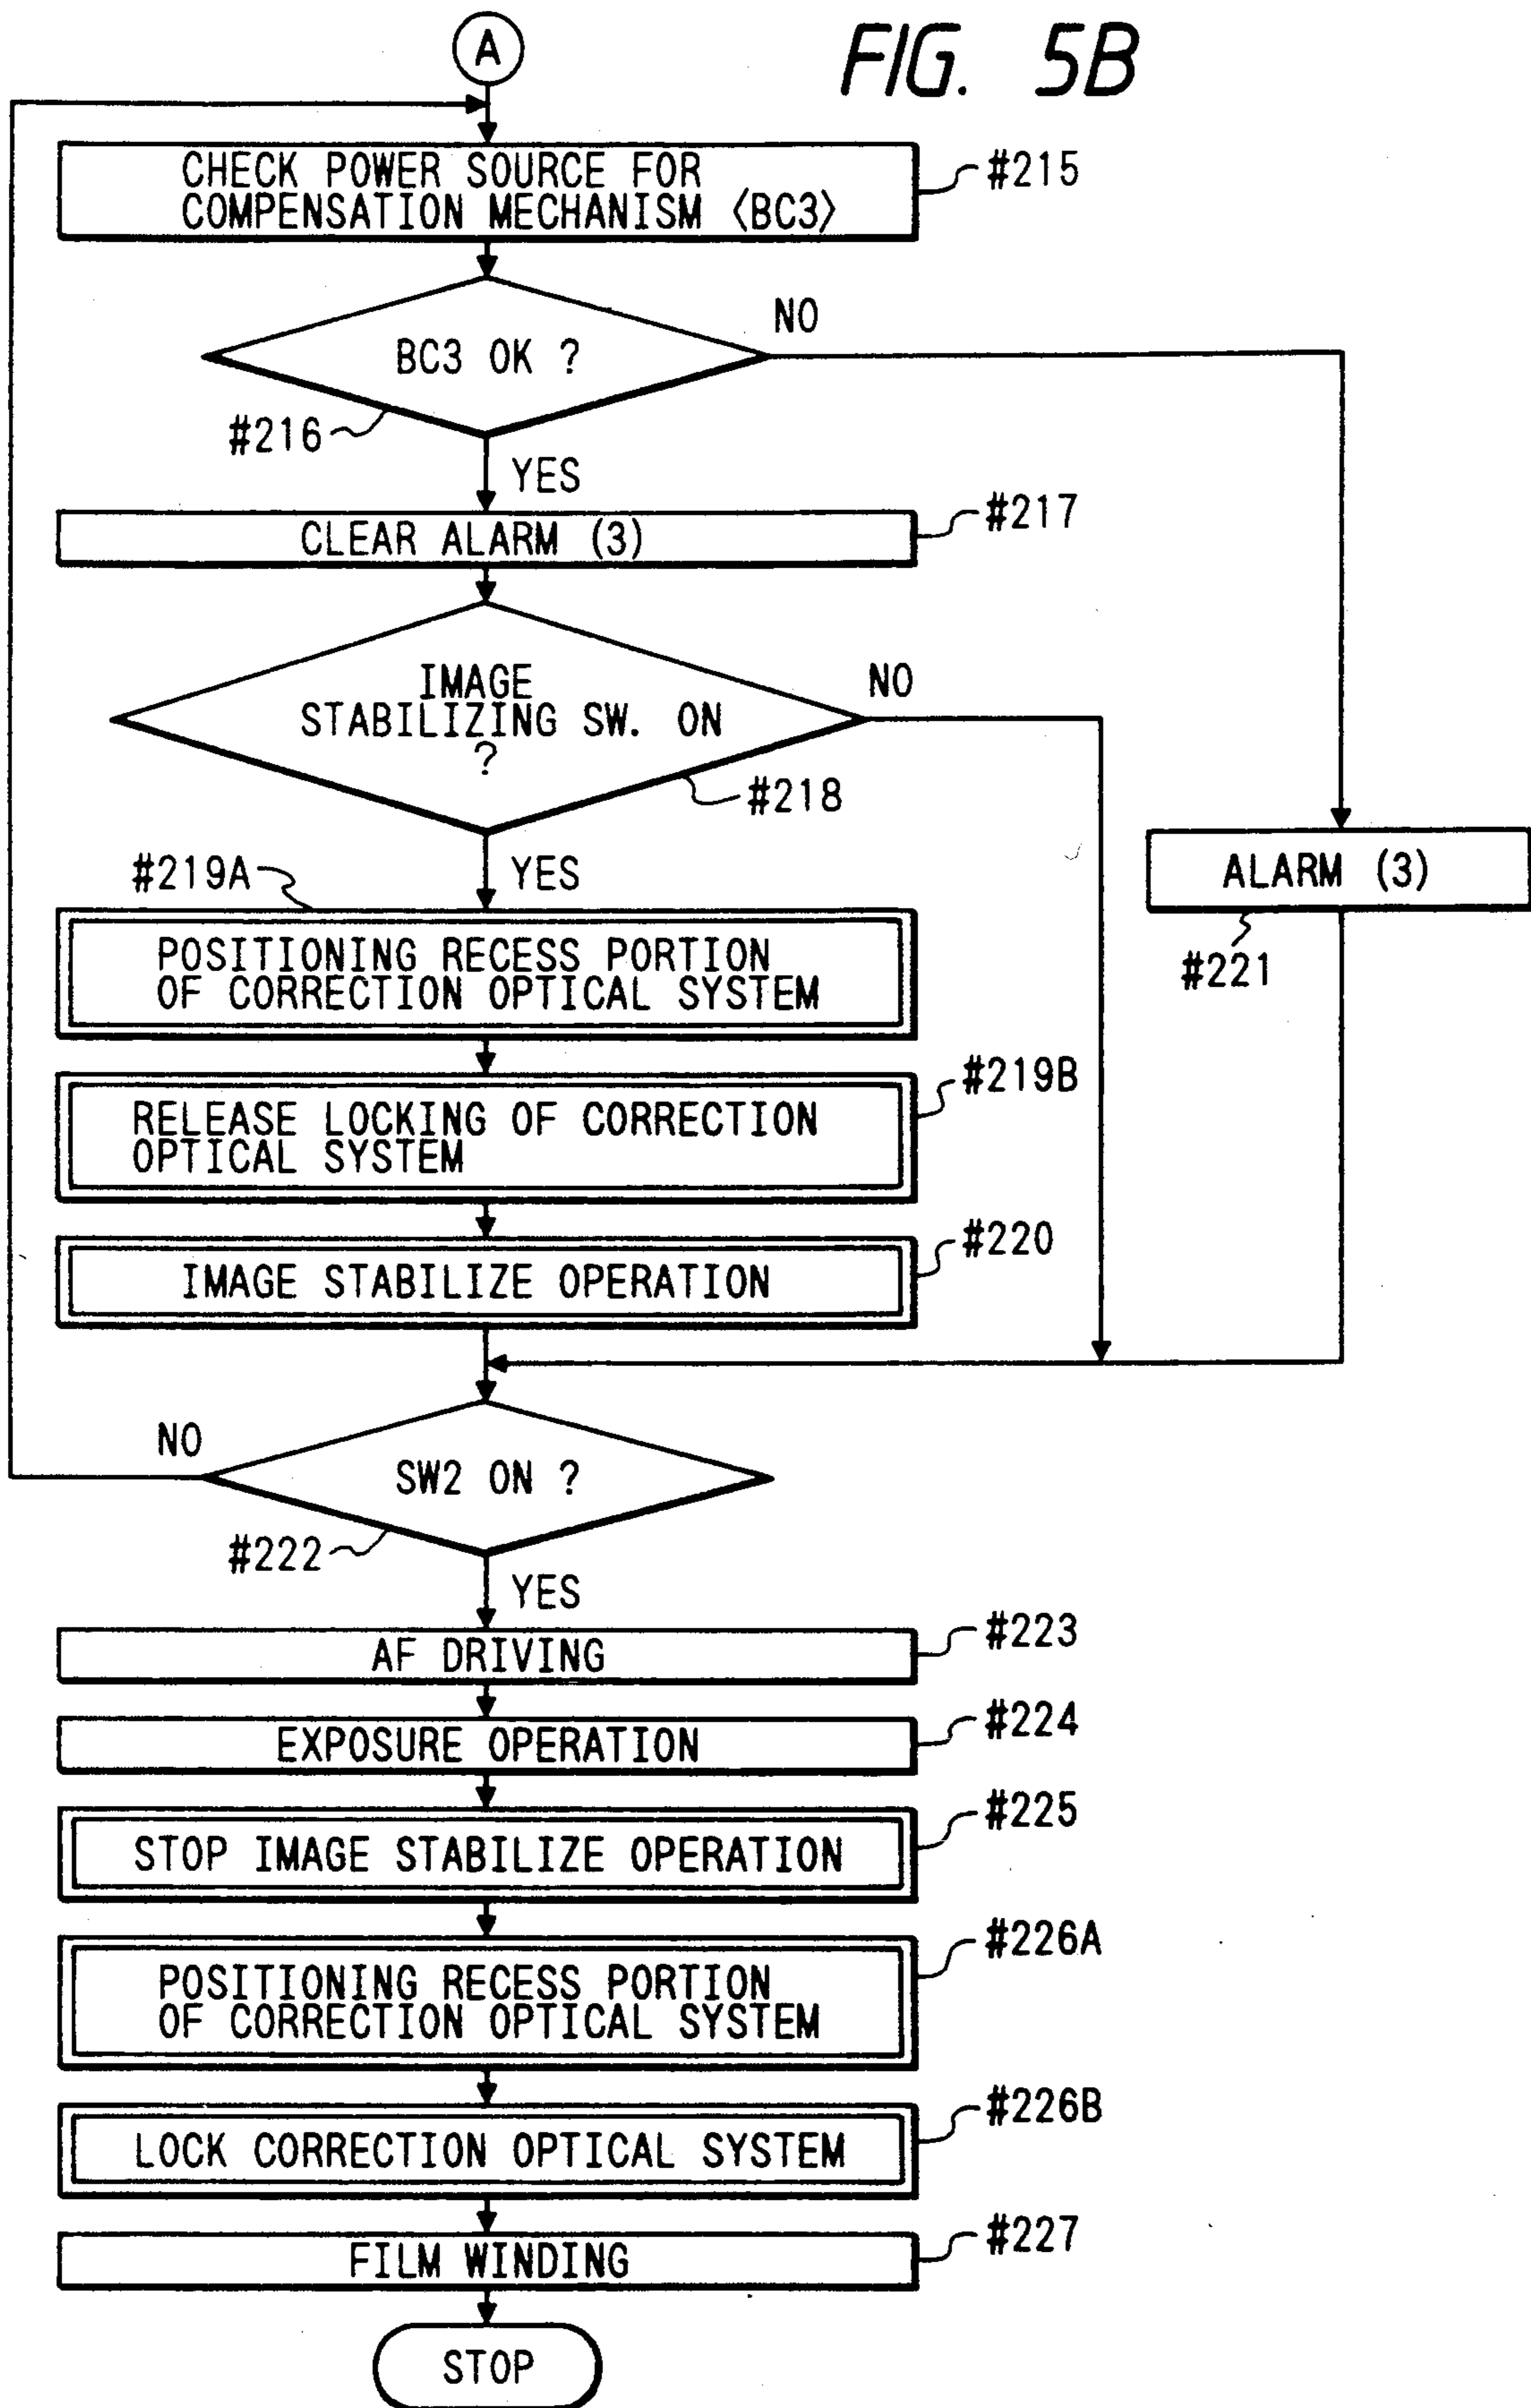 A
FIG. 5B
CHECK POWER SOURCE FOR
COMPENSATION MECHANISM 〈BC3〉
#215
BC3 OK ?
NO
#216
YES
CLEAR ALARM (3)
#217
IMAGE
STABILIZING SW. ON
?
NO
#218
YES
ALARM (3)
#221
#219A
POSITIONING RECESS PORTION
OF CORRECTION OPTICAL SYSTEM
RELEASE LOCKING OF CORRECTION
OPTICAL SYSTEM
#219B
IMAGE STABILIZE OPERATION
#220
NO
SW2 ON ?
#222
YES
AF DRIVING
#223
EXPOSURE OPERATION
#224
STOP IMAGE STABILIZE OPERATION
#225
POSITIONING RECESS PORTION
OF CORRECTION OPTICAL SYSTEM
#226A
LOCK CORRECTION OPTICAL SYSTEM
#226B
FILM WINDING
#227
STOP